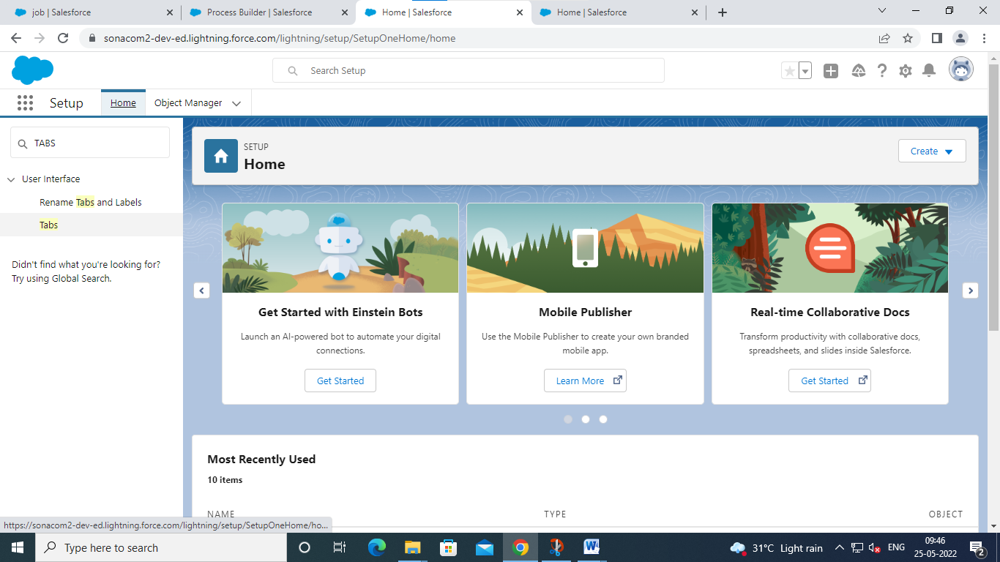 job | Salesforce
Process Builder | Salesforce
Home | Salesforce
Home | Salesforce
sonacom2-dev-ed.lightning.force.com/lightning/setup/SetupOneHome/home
Search Setup
Setup
Home
Object Manager
TABS
User Interface
Rename Tabs and Labels
Tabs
Didn't find what you're looking for?
Try using Global Search.
SETUP
Home
Create
Get Started with Einstein Bots
Launch an AI-powered bot to automate your digital
connections.
Get Started
Mobile Publisher
Use the Mobile Publisher to create your own branded
mobile app.
Learn More
Real-time Collaborative Docs
Transform productivity with collaborative docs,
spreadsheets, and slides inside Salesforce.
Get Started
Most Recently Used
10 items
NAME
TYPE
OBJECT
https://sonacom2-dev-ed.lightning.force.com/lightning/setup/SetupOneHome/ho...
Type here to search
31°C Light rain
ENG
09:46
25-05-2022
2